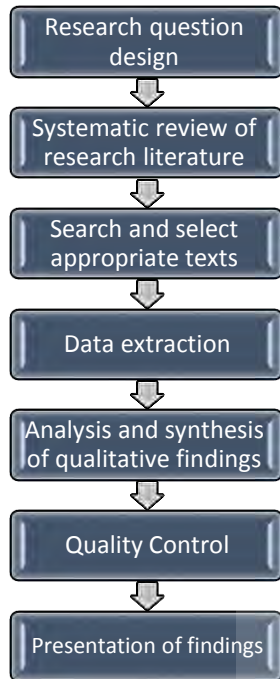 Research question
design
Systematic review of
research literature
Search and select
appropriate texts
Data extraction
Analysis and synthesis
of qualitative findings
Quality Control
Presentation of findings